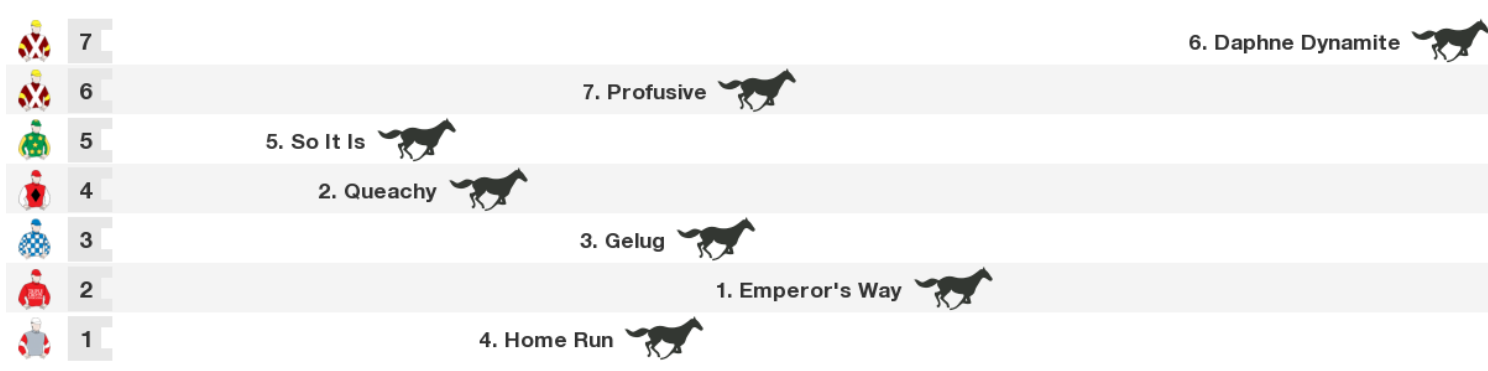 7 6. Daphne Dynamite
6 7. Profusive
5 5. So It Is
4 2. Queachy
3 3. Gelug
2 1. Emperor's Way
1 4. Home Run